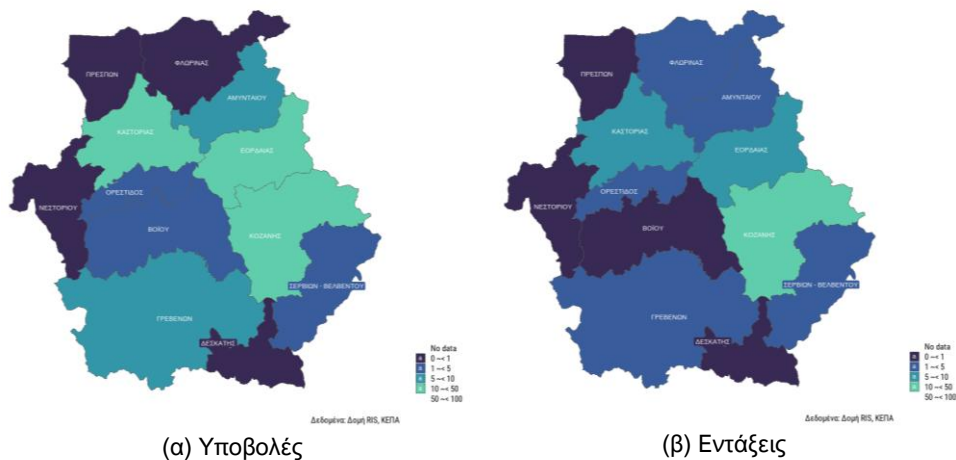 ΠΡΕΣΠΩΝ
ΦΛΩΡΙΝΑΣ
ΑΜΥΝΤΑΙΟΥ
ΚΑΣΤΟΡΙΑΣ
ΕΟΡΔΑΙΑΣ
ΟΡΕΣΤΙΔΟΣ
ΝΕΣΤΟΡΙΟΥ
ΒΟΪΟΥ
ΚΟΖΑΝΗΣ
ΣΕΡΒΙΩΝ - ΒΕΛΒΕΝΤΟΥ
ΓΡΕΒΕΝΩΝ
ΔΕΣΚΑΤΗΣ
No data
0 –< 1
1 –< 5
5 –< 10
10 –< 50
50 –< 100
Δεδομένα: Δομή RIS, ΚΕΠΑ
(α) Υποβολές
ΠΡΕΣΠΩΝ
ΦΛΩΡΙΝΑΣ
ΑΜΥΝΤΑΙΟΥ
ΚΑΣΤΟΡΙΑΣ
ΕΟΡΔΑΙΑΣ
ΟΡΕΣΤΙΔΟΣ
ΝΕΣΤΟΡΙΟΥ
ΒΟΪΟΥ
ΚΟΖΑΝΗΣ
ΣΕΡΒΙΩΝ - ΒΕΛΒΕΝΤΟΥ
ΓΡΕΒΕΝΩΝ
ΔΕΣΚΑΤΗΣ
No data
0 –< 1
1 –< 5
5 –< 10
10 –< 50
50 –< 100
Δεδομένα: Δομή RIS, ΚΕΠΑ
(β) Εντάξεις